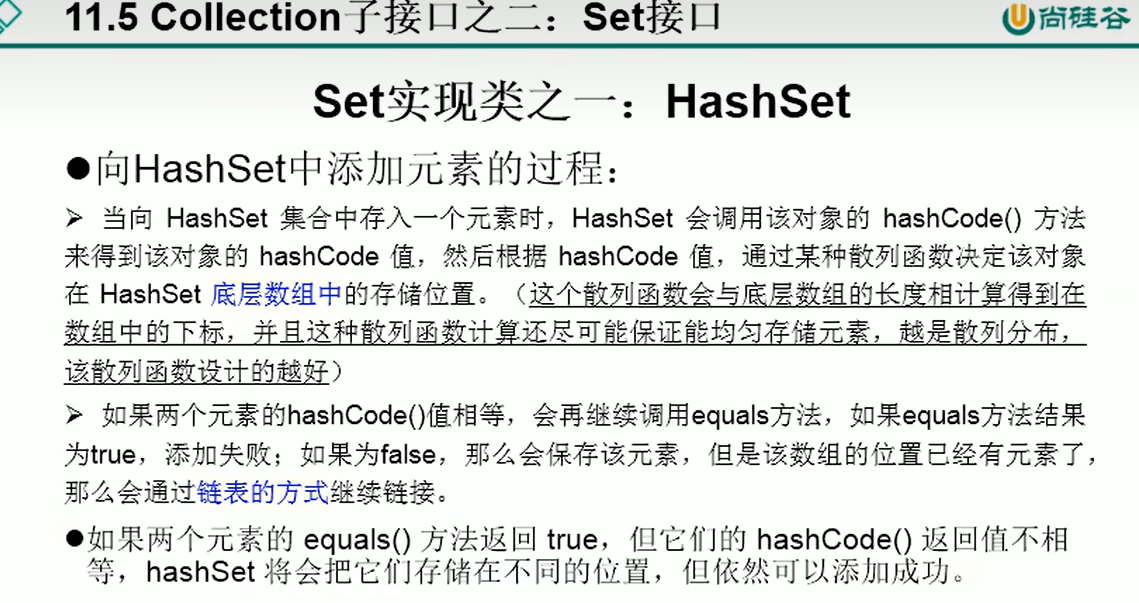 11.5 Collection子接口之二：Set接口
尚硅谷
Set实现类之一：HashSet
●向HashSet中添加元素的过程：
➢ 当向 HashSet 集合中存入一个元素时，HashSet 会调用该对象的 hashCode() 方法
来得到该对象的 hashCode 值，然后根据 hashCode 值，通过某种散列函数决定该对象
在 HashSet 底层数组中的存储位置。（这个散列函数会与底层数组的长度相计算得到在
数组中的下标，并且这种散列函数计算还尽可能保证能均匀存储元素，越是散列分布，
该散列函数设计的越好）
➢ 如果两个元素的hashCode()值相等，会再继续调用equals方法，如果equals方法结果
为true，添加失败；如果为false，那么会保存该元素，但是该数组的位置已经有元素了，
那么会通过链表的方式继续链接。
●如果两个元素的 equals() 方法返回 true，但它们的 hashCode() 返回值不相
等，hashSet 将会把它们存储在不同的位置，但依然可以添加成功。